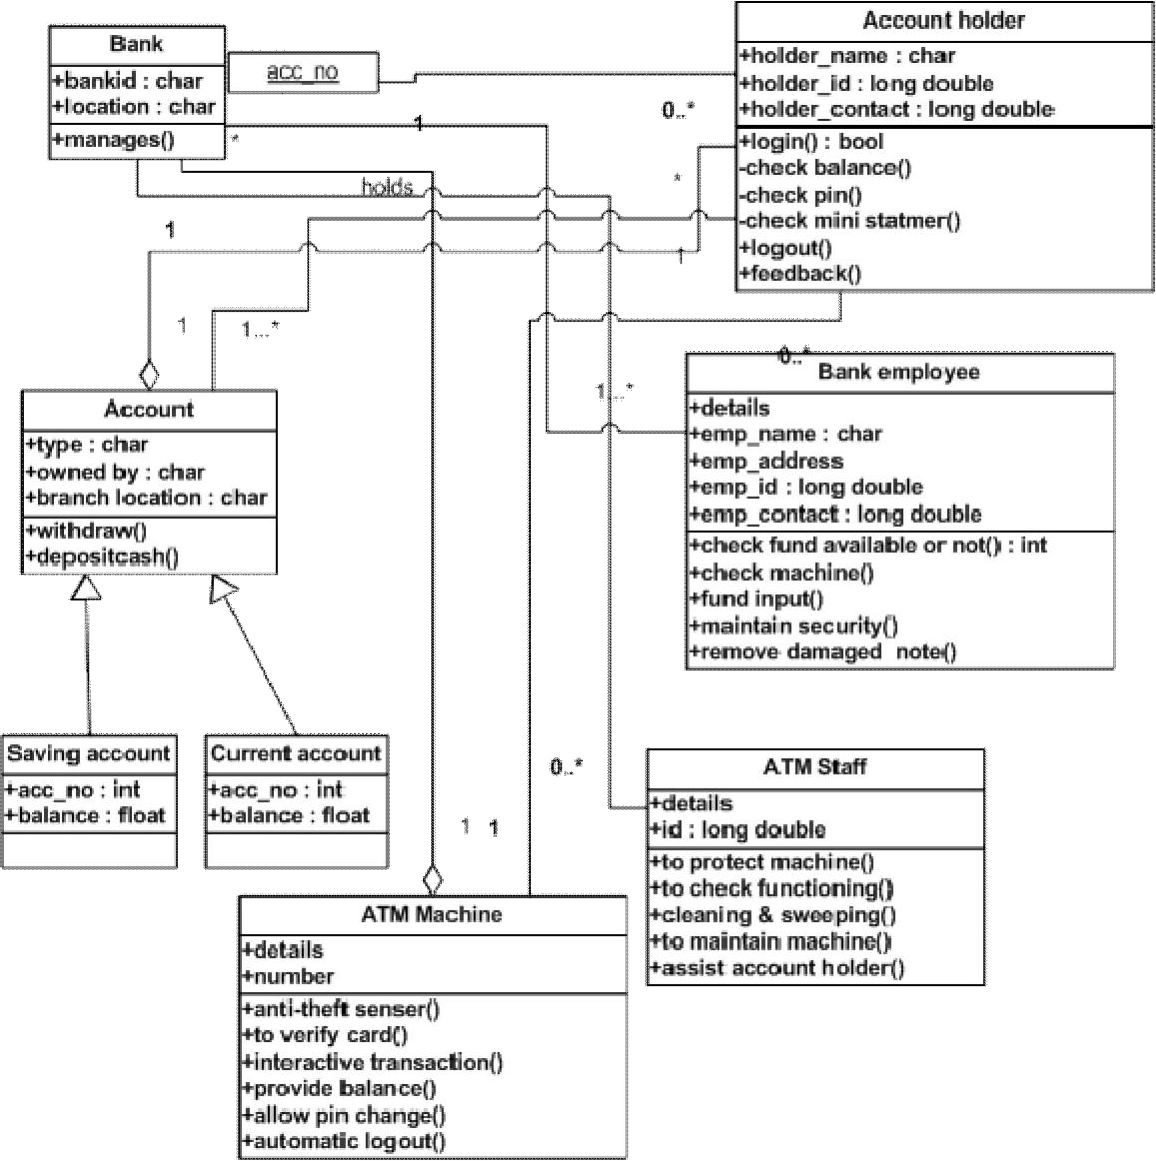 Bank
+bankid : char
+location : char
+manages()
acc_no
Account holder
+holder_name : char
+holder_id : long double
+holder_contact : long double
+login() : bool
-check balance()
-check pin()
-check mini statmer()
+logout()
+feedback()
0..*
1
*
holds
*
1
1
1
1...*
0..*
1...*
Account
+type : char
+owned by : char
+branch location : char
+withdraw()
+depositcash()
Bank employee
+details
+emp_name : char
+emp_address
+emp_id : long double
+emp_contact : long double
+check fund available or not() : int
+check machine()
+fund input()
+maintain security()
+remove damaged note()
Saving account
+acc_no : int
+balance : float
Current account
+acc_no : int
+balance : float
0..*
1 1
ATM Staff
+details
+id : long double
+to protect machine()
+to check functioning()
+cleaning & sweeping()
+to maintain machine()
+assist account holder()
ATM Machine
+details
+number
+anti-theft senser()
+to verify card()
+interactive transaction()
+provide balance()
+allow pin change()
+automatic logout()